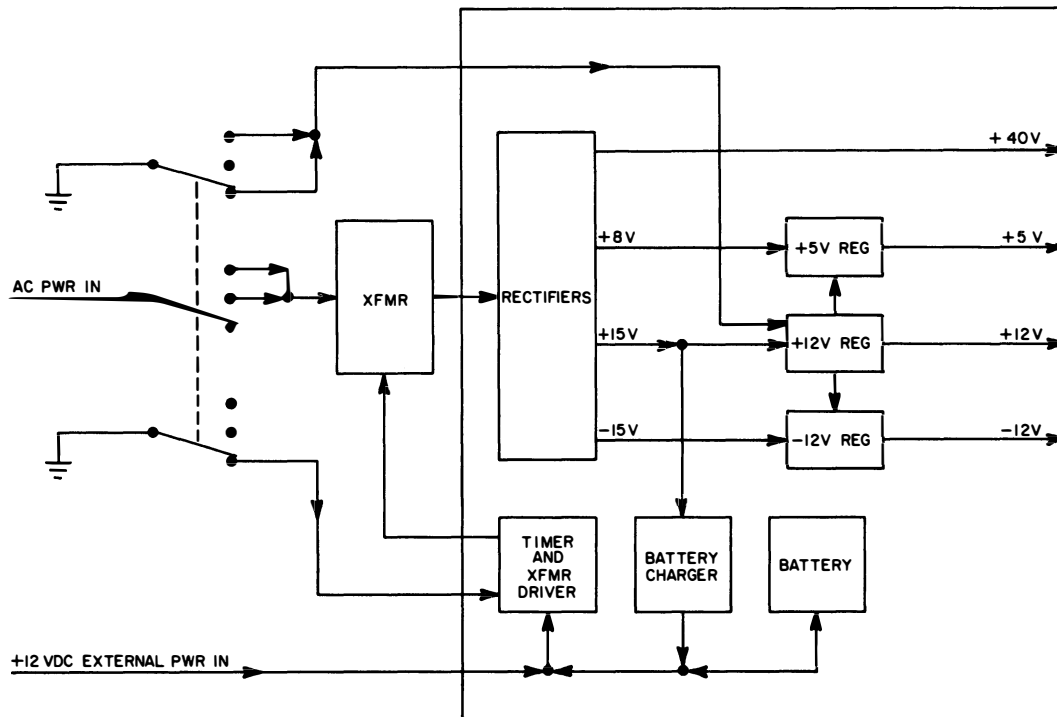 +40V
+8V
+5V REG
+5V
AC PWR IN
XFMR
RECTIFIERS
+15V
+12V REG
+12V
-15V
-12V REG
-12V
TIMER
AND
XFMR
DRIVER
BATTERY
CHARGER
BATTERY
+12 VDC EXTERNAL PWR IN